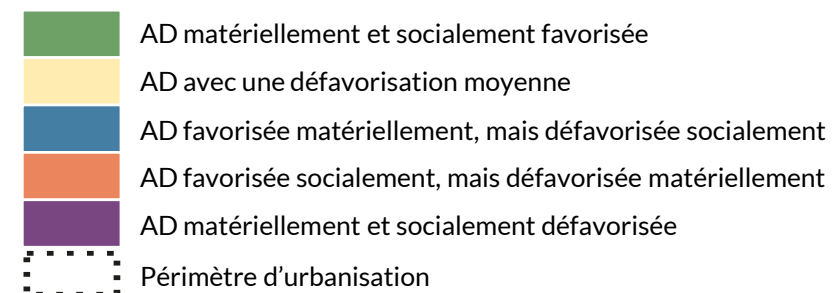 AD matériellement et socialement favorisée
AD avec une défavorisation moyenne
AD favorisée matériellement, mais défavorisée socialement
AD favorisée socialement, mais défavorisée matériellement
AD matériellement et socialement défavorisée
Périmètre d’urbanisation